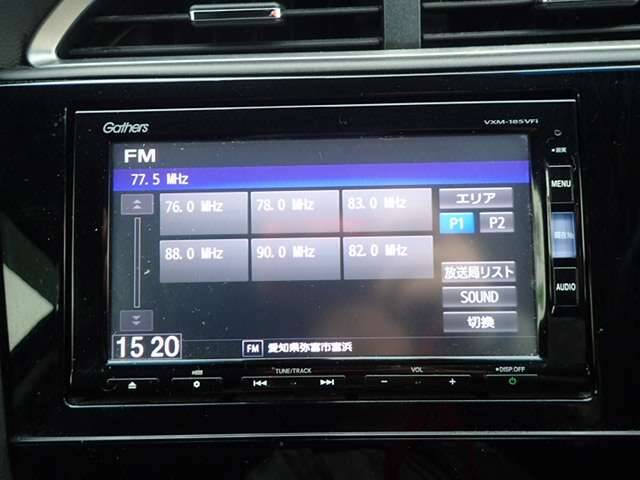 Gathers
VXM-185VFi
FM
77.5 MHz
76.0 MHz
78.0 MHz
83.0 MHz
88.0 MHz
90.0 MHz
82.0 MHz
エリア
P1
P2
放送局リスト
SOUND
切換
15 20
FM
愛知県弥富市富浜
MENU
AUDIO
TUNE/TRACK
VOL
DISP.OFF